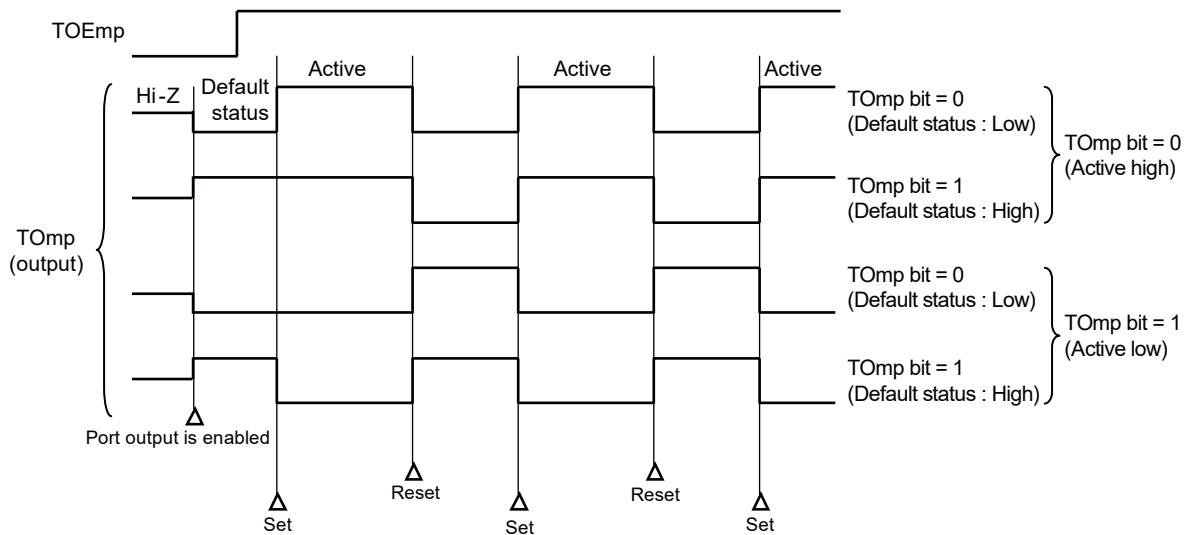 TOEmp
Active
Active
Active
Hi-Z
Default
status
TOmp bit = 0
(Default status : Low)
TOmp bit = 0
(Active high)
TOmp bit = 1
(Default status : High)
TOmp
(output)
TOmp bit = 0
(Default status : Low)
TOmp bit = 1
(Active low)
TOmp bit = 1
(Default status : High)
Port output is enabled
Reset
Reset
Set
Set
Set